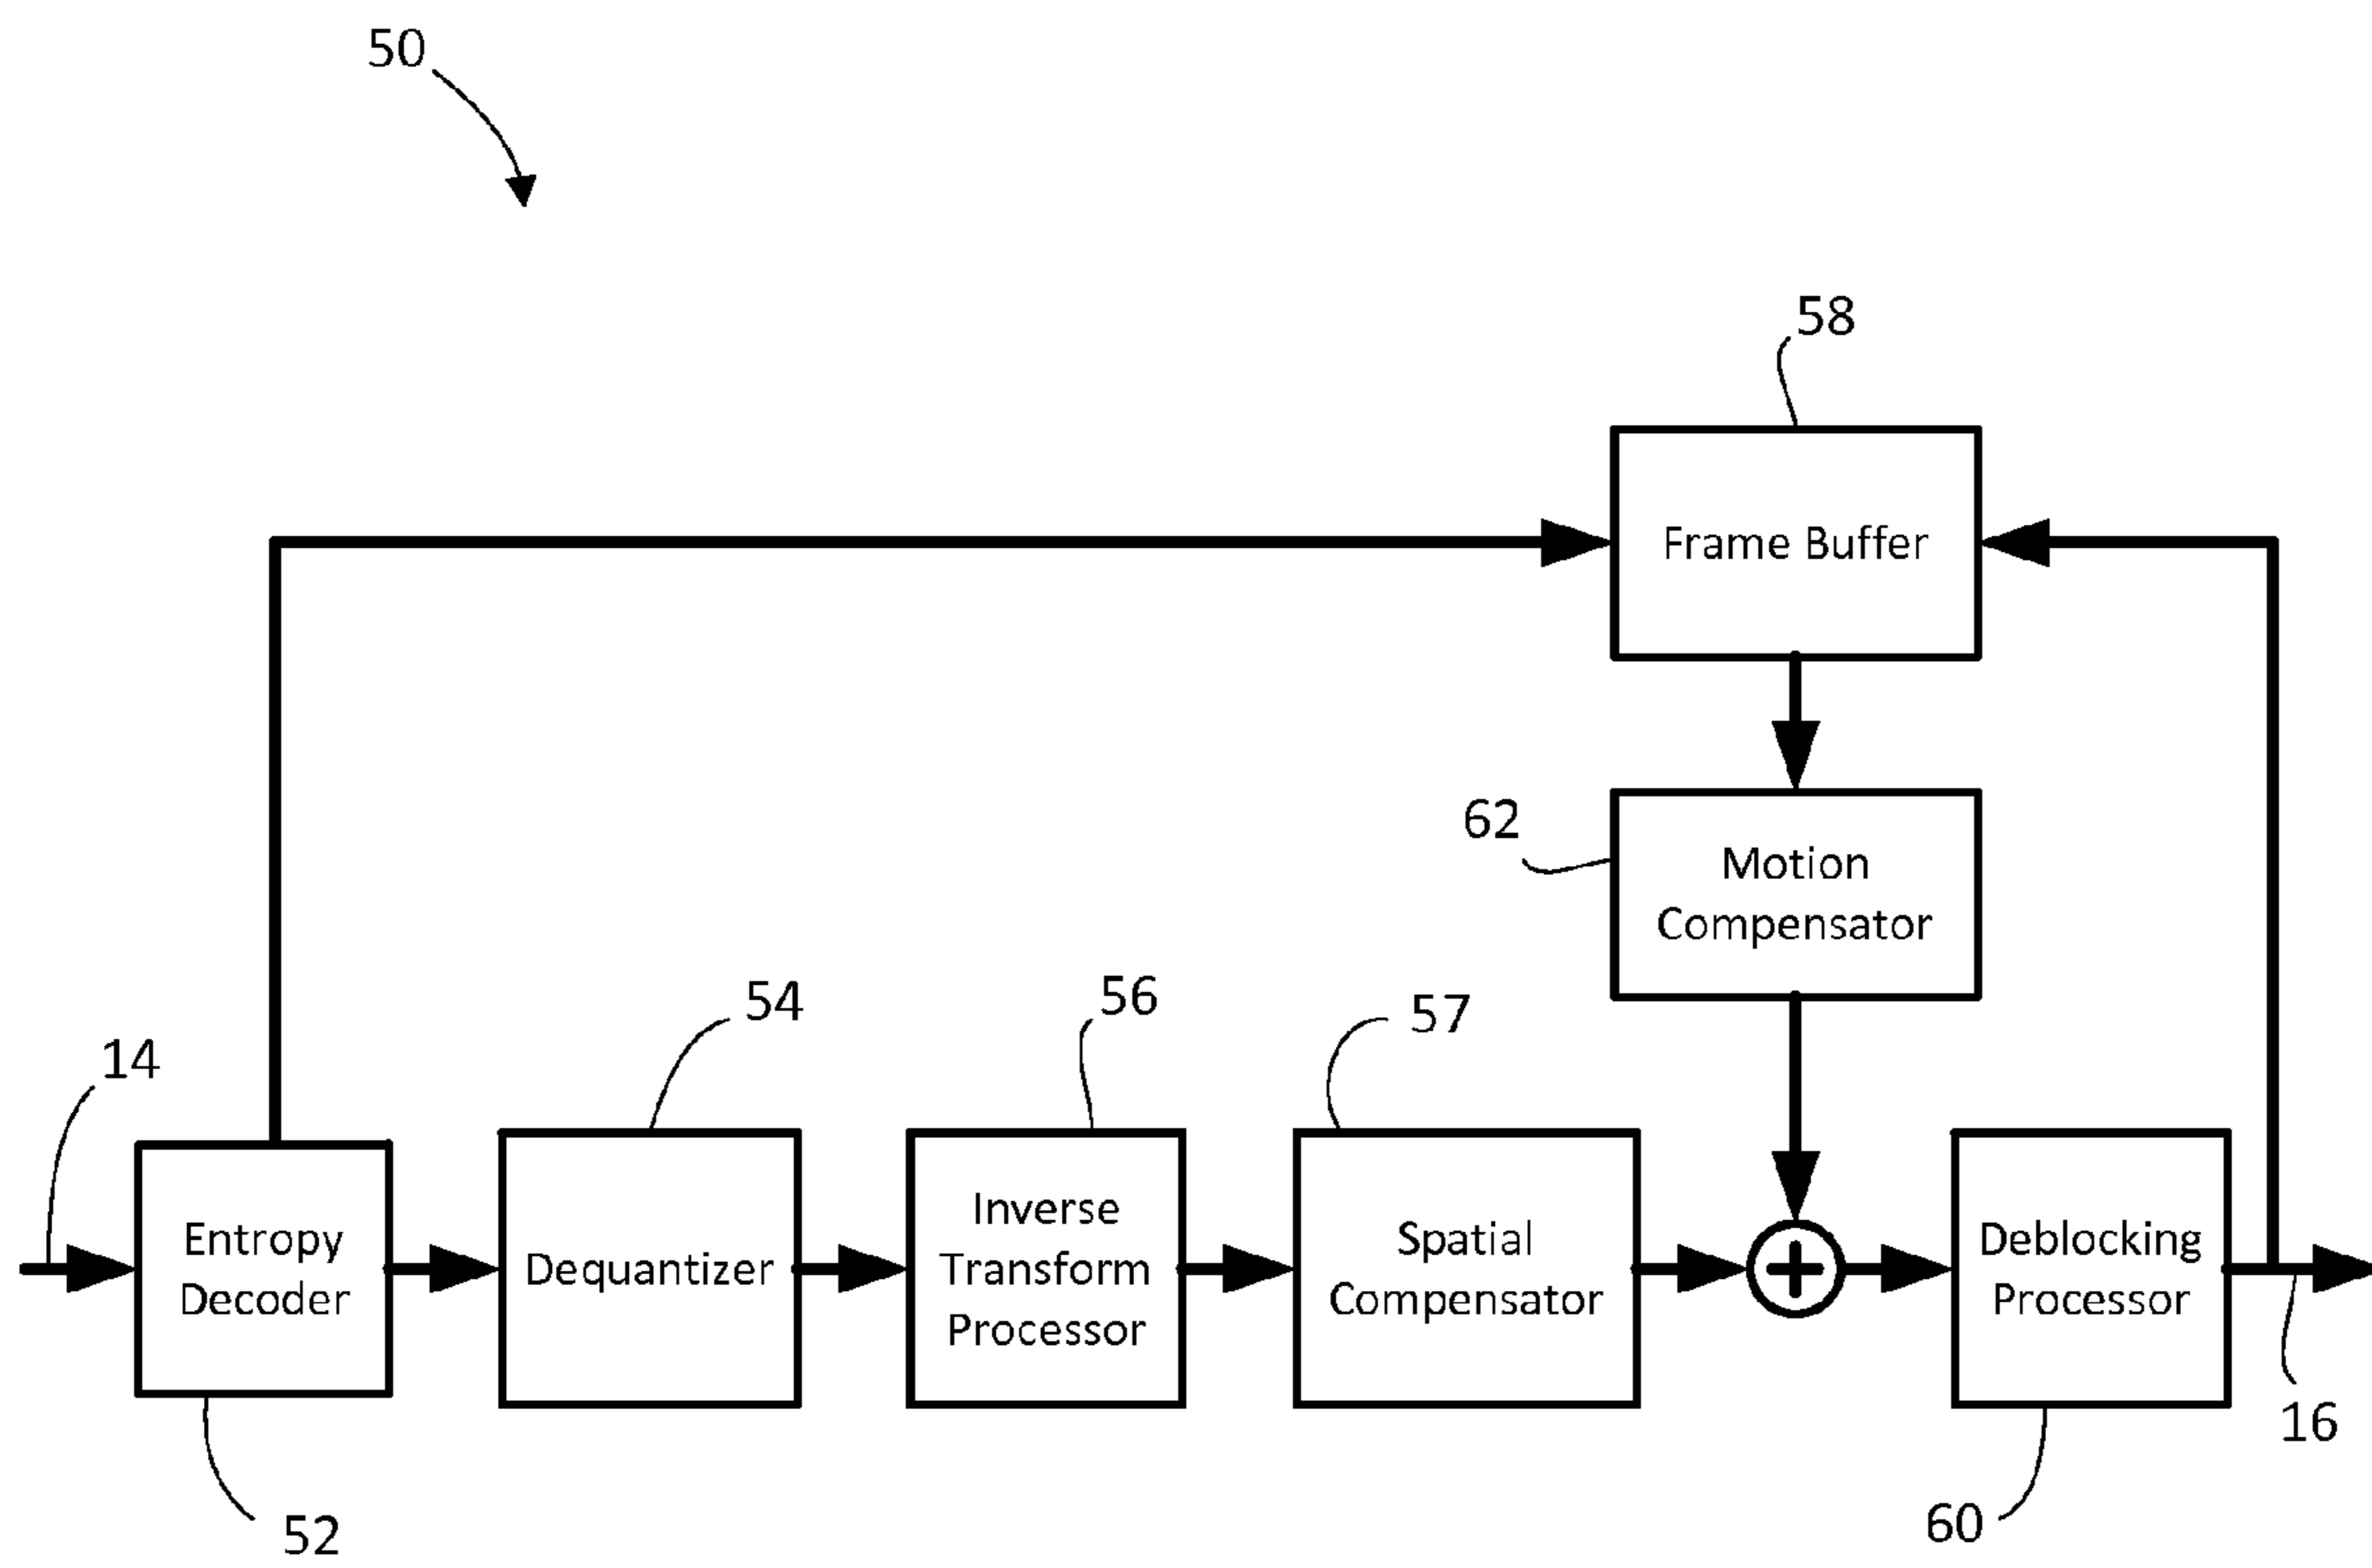 50
58
Frame Buffer
62
Motion
Compensator
14
54
56
57
Entropy
Decoder
Dequantizer
Inverse
Transform
Processor
Spatial
Compensator
Deblocking
Processor
16
52
60